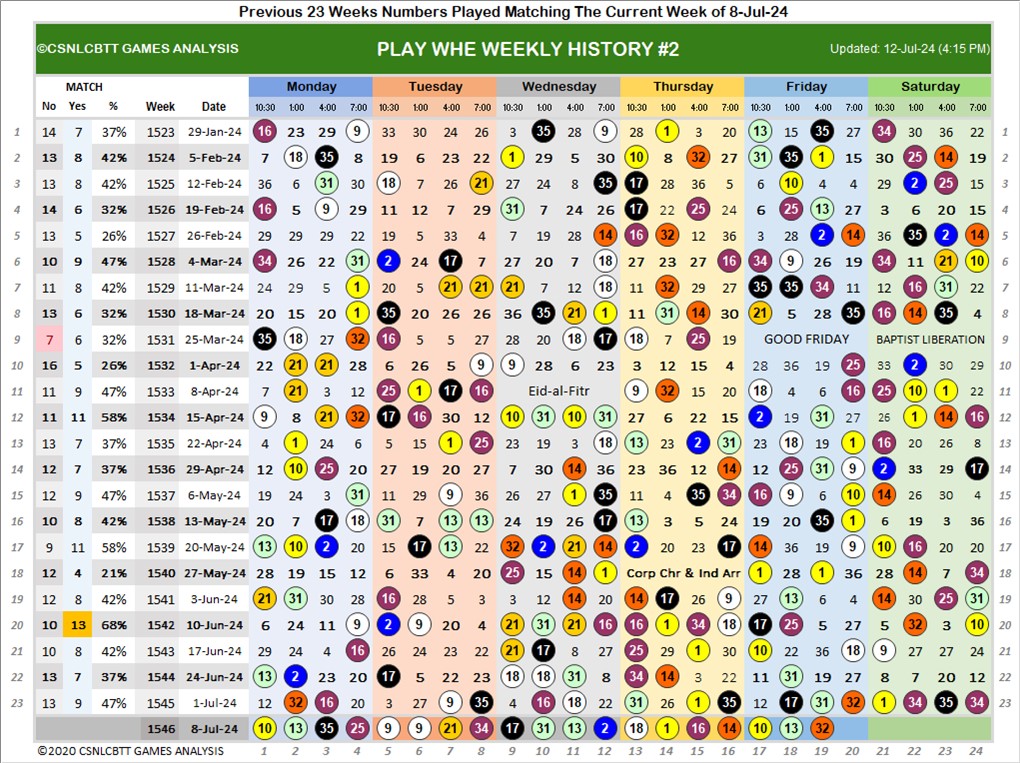 Previous 23 Weeks Numbers Played Matching The Current Week of 8-Jul-24
©CSNLCBTT GAMES ANALYSIS PLAY WHE WEEKLY HISTORY #2 Updated: 12-Jul-24 (4:15 PM)
MATCH Monday Tuesday Wednesday Thursday Friday Saturday
No Yes % Week Date 10:30 1:00 4:00 7:00 10:30 1:00 4:00 7:00 10:30 1:00 4:00 7:00 10:30 1:00 4:00 7:00 10:30 1:00 4:00 7:00 10:30 1:00 4:00 7:00
1 14 7 37% 1523 29-Jan-24 16 23 29 9 33 30 24 26 3 35 28 9 28 1 3 20 13 15 35 27 34 30 36 22 1
2 13 8 42% 1524 5-Feb-24 7 18 35 8 19 6 23 22 1 29 5 30 10 8 32 27 31 35 1 15 30 25 14 19 2
3 13 8 42% 1525 12-Feb-24 36 6 31 30 18 7 26 21 27 24 8 35 17 28 36 5 6 10 4 4 29 2 25 15 3
4 14 6 32% 1526 19-Feb-24 16 5 9 29 11 12 7 29 31 7 24 26 17 22 25 24 6 25 13 27 3 6 20 15 4
5 13 5 26% 1527 26-Feb-24 29 29 29 22 19 5 33 4 7 19 28 14 16 32 12 36 3 28 2 14 36 35 2 14 5
6 10 9 47% 1528 4-Mar-24 34 22 22 31 2 24 17 7 27 20 7 18 27 23 27 16 34 9 26 19 34 11 21 10 6
7 11 8 42% 1529 11-Mar-24 24 29 5 1 20 5 21 21 21 7 12 18 11 32 29 27 35 35 34 11 12 16 31 22 7
8 13 6 32% 1530 18-Mar-24 20 15 20 1 35 20 26 26 36 35 21 1 11 31 14 30 21 5 28 35 16 14 35 4 8
9 7 6 32% 1531 25-Mar-24 35 18 27 32 16 5 5 27 28 20 18 17 18 7 25 19 GOOD FRIDAY BAPTIST LIBERATION 9
10 16 5 26% 1532 1-Apr-24 22 21 21 28 6 26 5 9 9 28 6 23 3 12 15 4 28 36 19 25 33 2 30 29 10
11 11 9 47% 1533 8-Apr-24 7 21 3 12 25 1 17 16 Eid-al-Fitr 9 32 15 20 18 4 6 16 25 10 1 22 11
12 11 11 58% 1534 15-Apr-24 9 8 21 32 17 16 30 12 10 31 10 31 27 6 22 15 2 19 31 27 26 1 14 16 12
13 13 7 37% 1535 22-Apr-24 4 1 24 6 5 15 1 25 23 19 3 18 13 23 2 31 23 18 19 1 16 20 26 8 13
14 12 7 37% 1536 29-Apr-24 12 10 25 20 27 19 20 27 7 30 14 36 23 36 12 14 12 25 31 9 2 33 29 17 14
15 12 9 47% 1537 6-May-24 19 24 3 31 11 29 9 36 26 27 1 35 11 4 35 34 16 9 6 10 14 26 30 4 15
16 10 8 42% 1538 13-May-24 20 7 17 18 31 7 13 13 24 19 26 17 13 3 5 24 19 20 35 1 6 19 3 36 16
17 9 11 58% 1539 20-May-24 13 10 2 20 15 17 13 22 32 2 21 14 2 20 23 17 14 36 19 9 10 16 20 20 17
18 12 4 21% 1540 27-May-24 28 19 15 12 6 33 4 20 25 15 14 1 Corp Chr & Ind Arr 1 28 1 36 28 14 7 34 18
19 12 8 42% 1541 3-Jun-24 21 31 30 28 16 28 5 3 3 12 14 20 14 17 26 9 27 13 6 4 14 30 25 31 19
20 10 13 68% 1542 10-Jun-24 6 24 11 9 2 9 20 4 21 31 21 16 16 1 34 18 17 25 5 27 5 32 3 10 20
21 10 8 42% 1543 17-Jun-24 29 24 4 16 26 24 23 22 21 17 8 27 25 29 1 30 10 22 36 18 9 27 27 24 21
22 13 7 37% 1544 24-Jun-24 13 2 23 20 17 5 22 23 18 18 31 8 34 14 3 22 11 31 19 27 8 7 20 12 22
23 13 9 47% 1545 1-Jul-24 12 32 16 20 3 27 9 35 4 16 18 22 31 26 1 35 12 17 31 32 1 34 35 34 23
1546 8-Jul-24 10 13 35 25 9 9 21 34 17 31 13 2 18 1 16 14 10 13 32
©2020 CSNLCBTT GAMES ANALYSIS 1 2 3 4 5 6 7 8 9 10 11 12 13 14 15 16 17 18 19 20 21 22 23 24